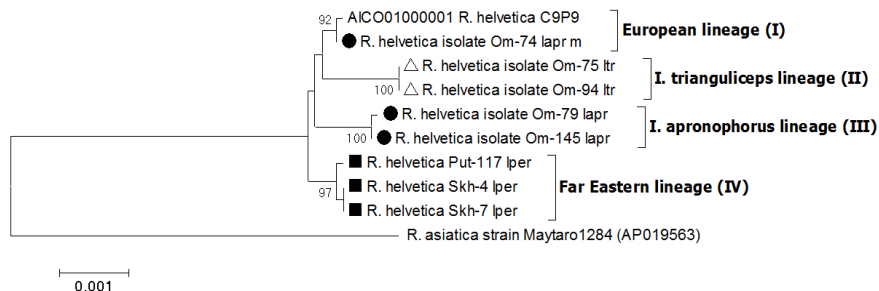 92
AICO01000001 R. helvetica C9P9
R. helvetica isolate Om-74 Iapr m
European lineage (I)
R. helvetica isolate Om-75 Itr
100
R. helvetica isolate Om-94 Itr
I. trianguliceps lineage (II)
R. helvetica isolate Om-79 Iapr
100
R. helvetica isolate Om-145 Iapr
I. apronophorus lineage (III)
R. helvetica Put-117 Iper
97
R. helvetica Skh-4 Iper
R. helvetica Skh-7 Iper
Far Eastern lineage (IV)
R. asiatica strain Maytaro1284 (AP019563)
0.001